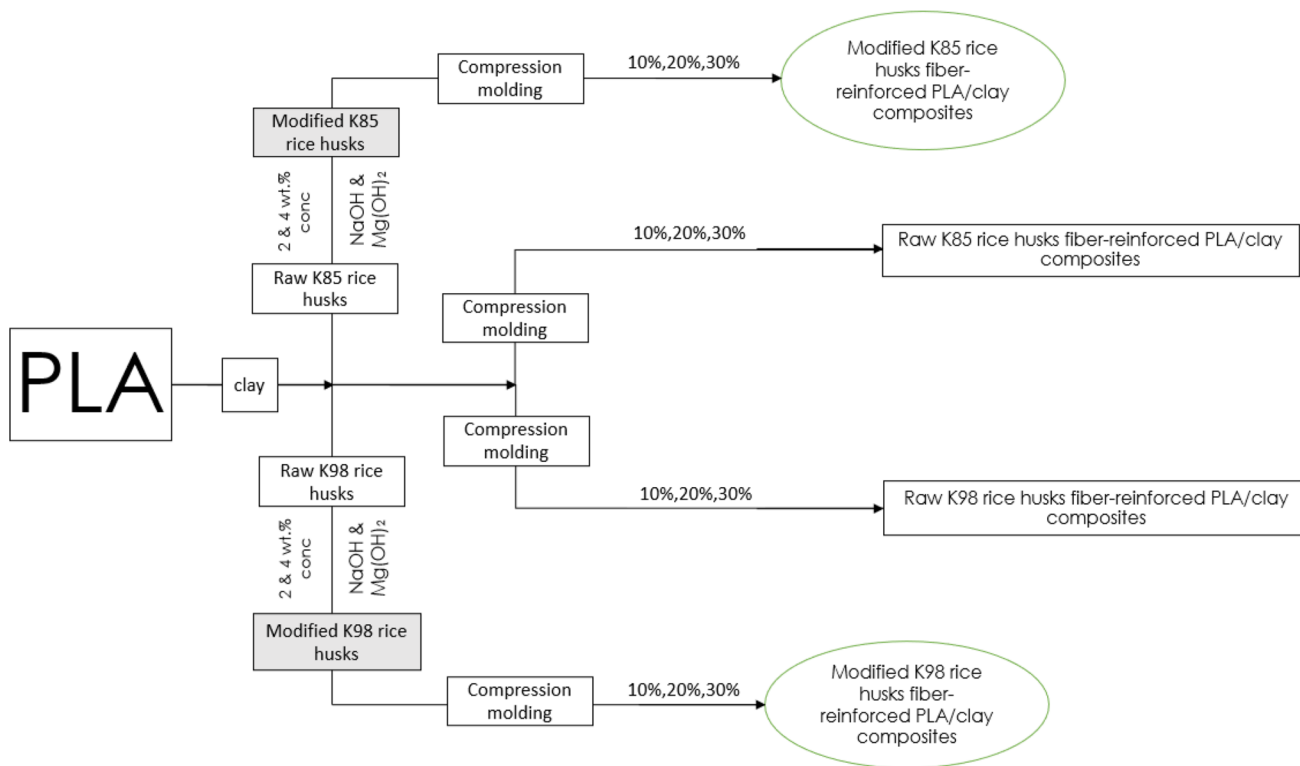 Compression
molding
10%,20%,30%
Modified K85 rice
husks fiber-
reinforced PLA/clay
composites
Modified K85
rice husks
2 & 4 wt.%
conc
NaOH &
Mg(OH)₂
Raw K85 rice
husks
10%,20%,30%
Raw K85 rice husks fiber-reinforced PLA/clay
composites
Compression
molding
PLA
clay
Compression
molding
Raw K98 rice
husks
10%,20%,30%
Raw K98 rice husks fiber-reinforced PLA/clay
composites
2 & 4 wt.%
conc
NaOH &
Mg(OH)₂
Modified K98 rice
husks
Compression
molding
10%,20%,30%
Modified K98 rice
husks fiber-
reinforced PLA/clay
composites